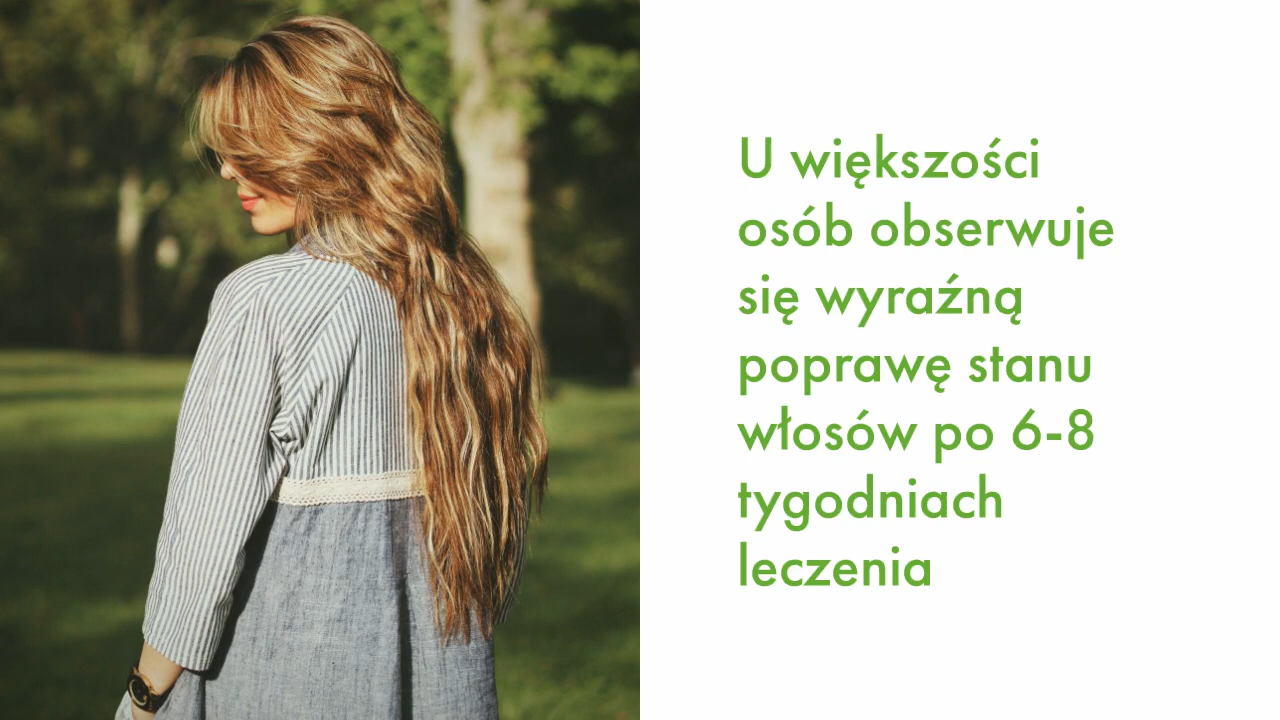 U większości
osób obserwuje
się wyraźną
poprawę stanu
włosów po 6-8
tygodniach
leczenia